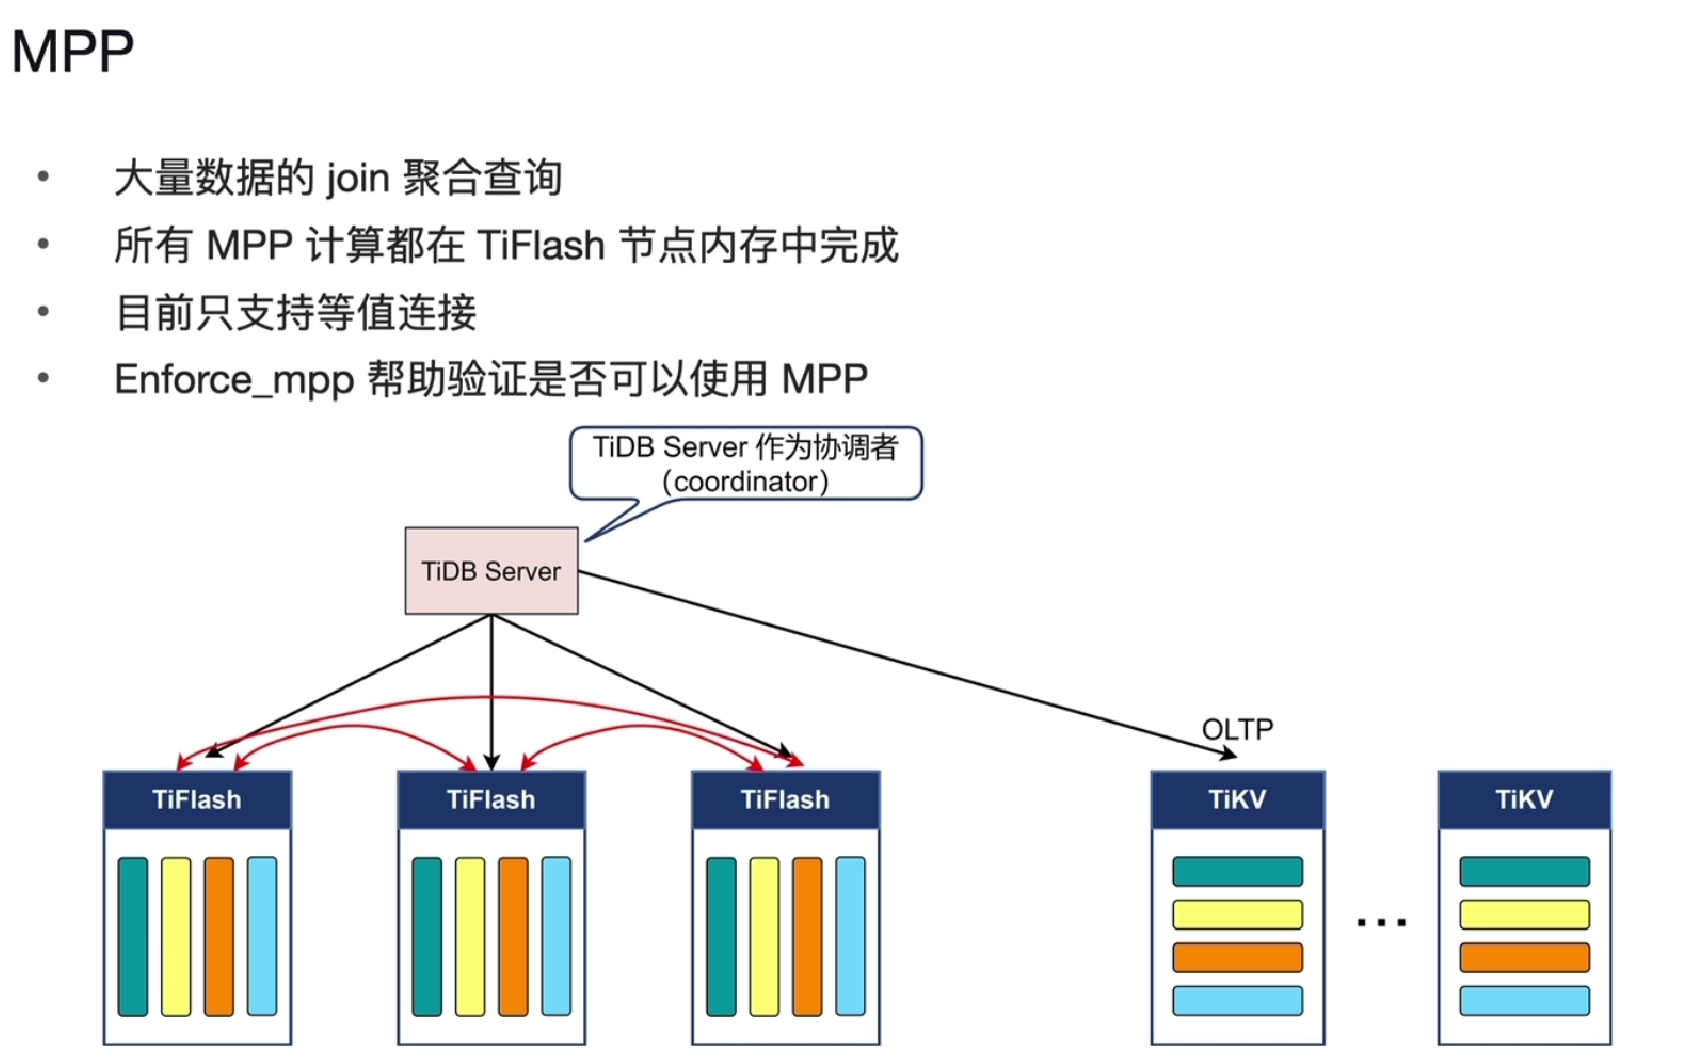 MPP
• 大量数据的 join 聚合查询
• 所有 MPP 计算都在 TiFlash 节点内存中完成
• 目前只支持等值连接
• Enforce_mpp 帮助验证是否可以使用 MPP
TiDB Server 作为协调者
（coordinator）
TiDB Server
OLTP
TiFlash
TiFlash
TiFlash
TiKV
TiKV
...